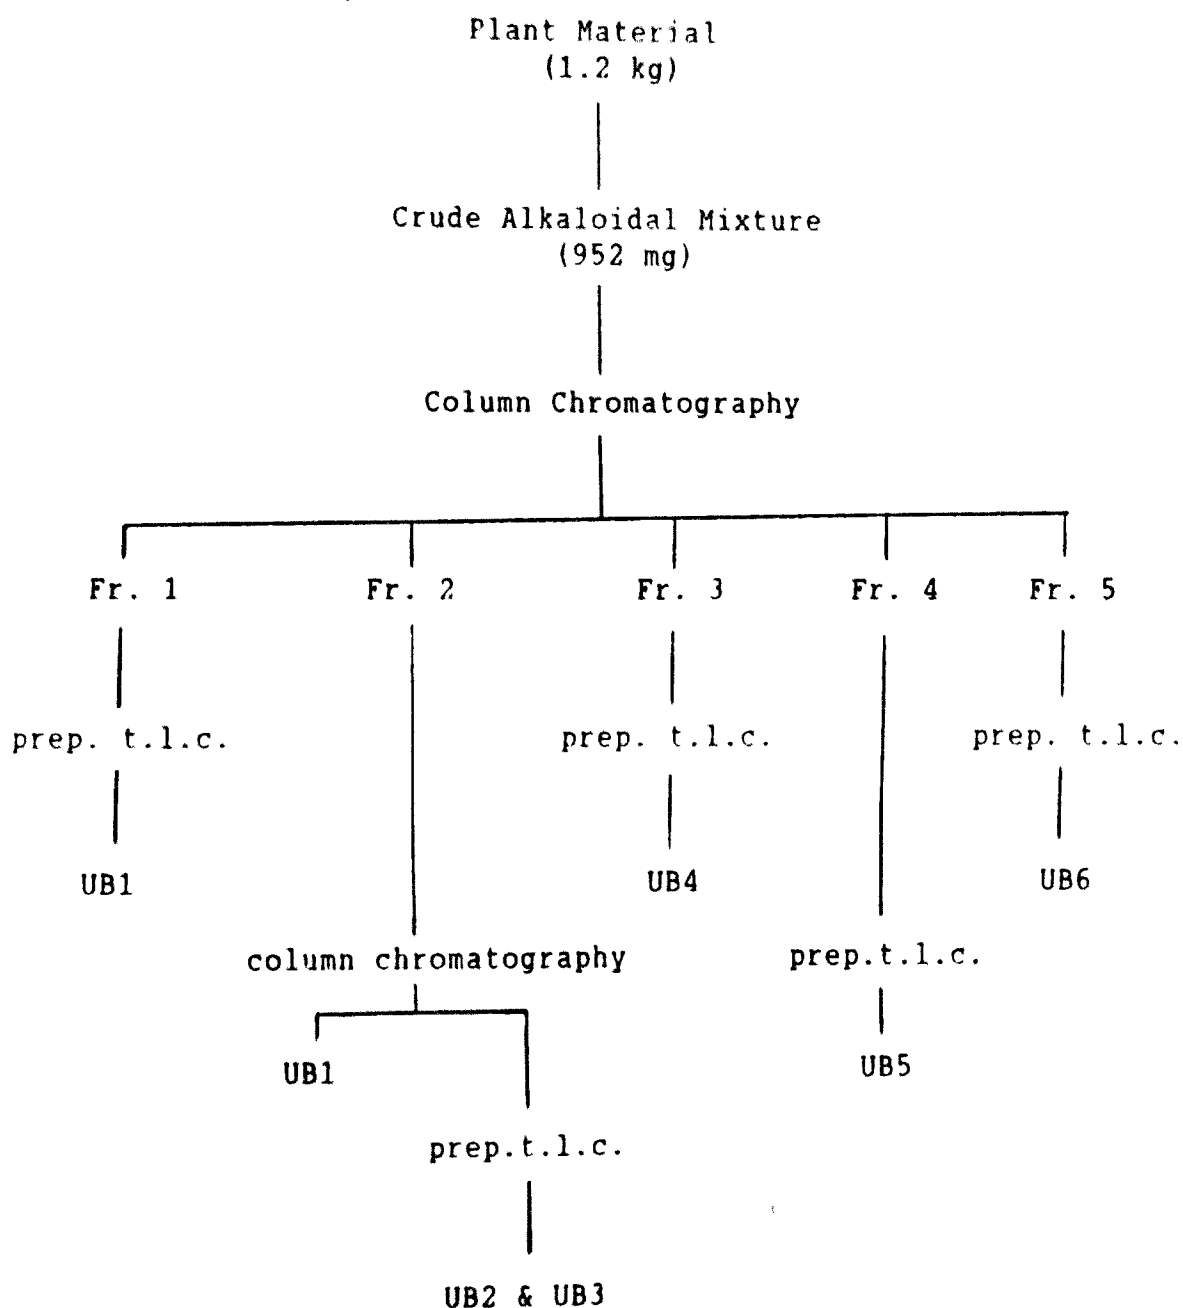 Plant Material
(1.2 kg)
Crude Alkaloidal Mixture
(952 mg)
Column Chromatography
Fr. 1
Fr. 2
Fr. 3
Fr. 4
Fr. 5
prep. t.l.c.
prep. t.l.c.
prep. t.l.c.
UB1
UB4
UB6
column chromatography
prep.t.l.c.
UB1
UB5
prep.t.l.c.
UB2 & UB3